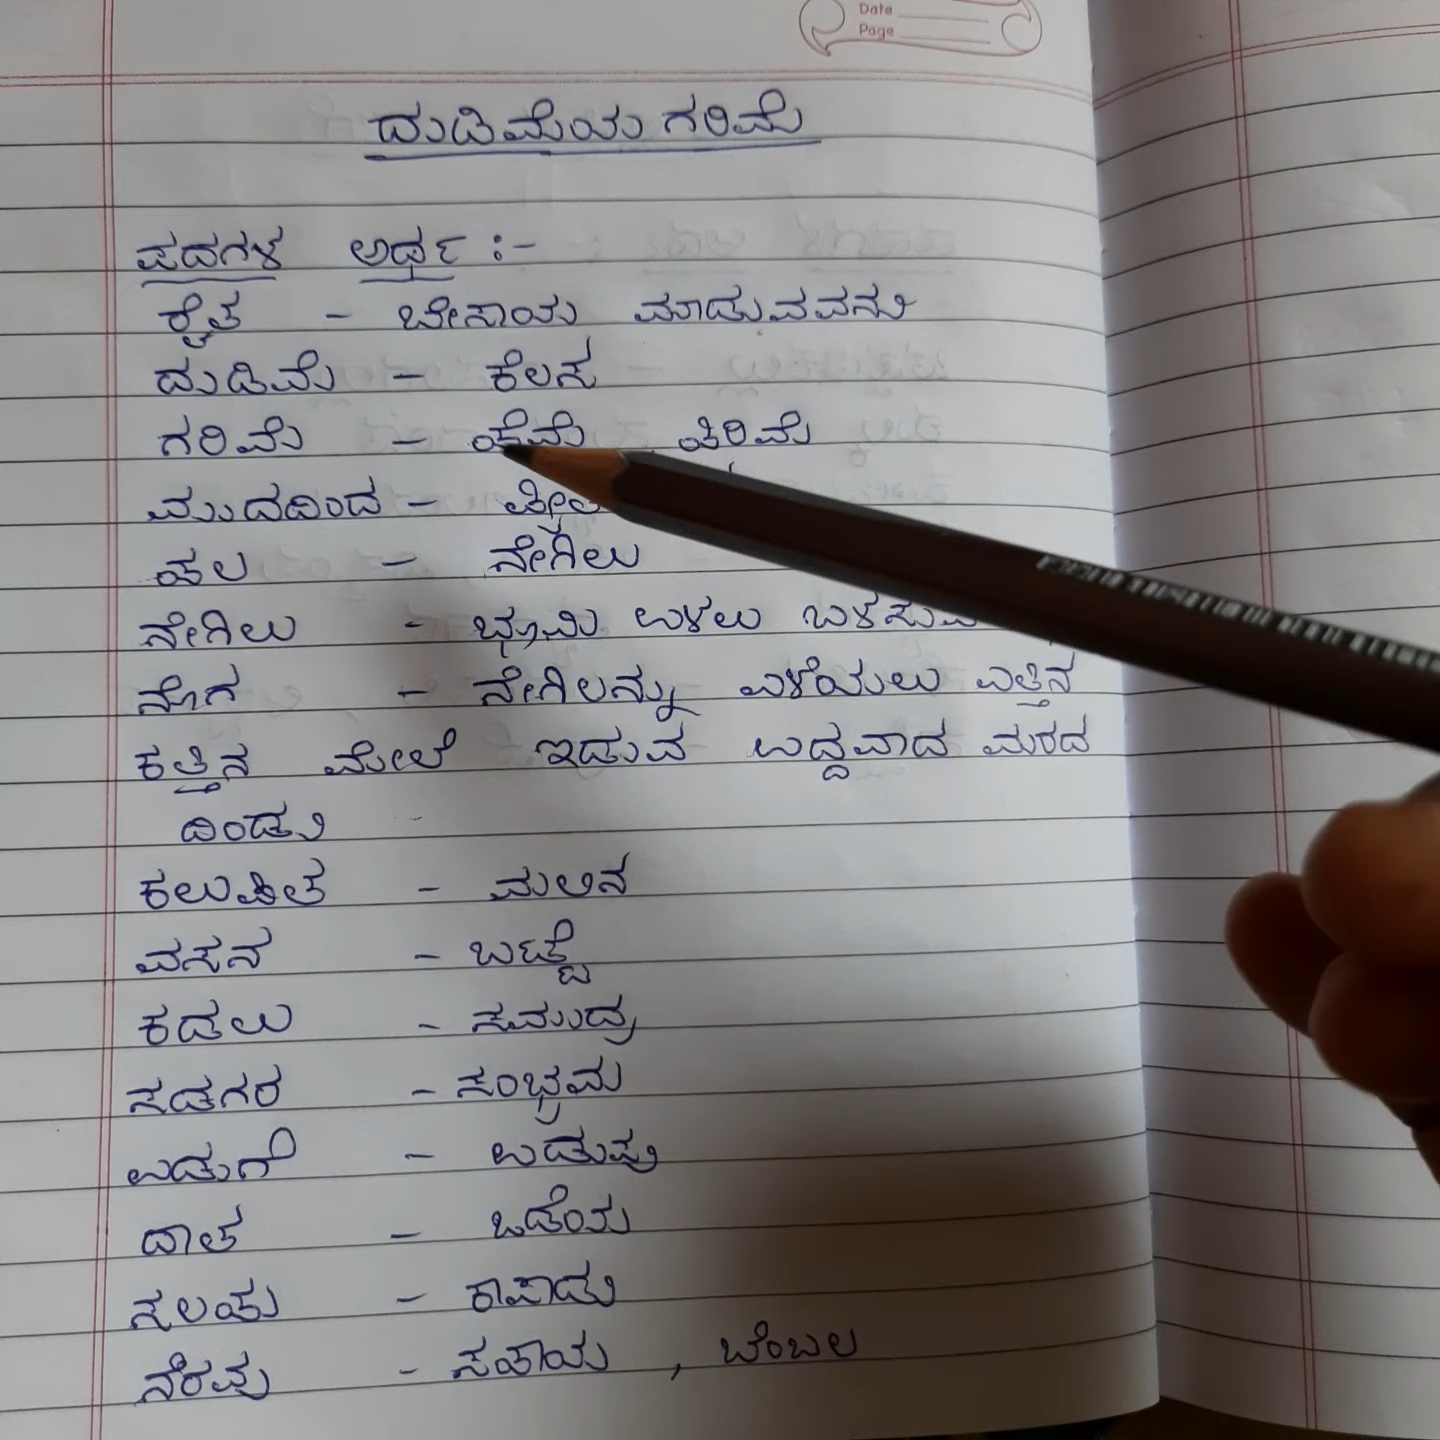 Date
Page
ದುಡಿಮೆಯ ಗರಿಮೆ
ಪದಗಳ ಅರ್ಥ :-
ರೈತ - ಬೇಸಾಯ ಮಾಡುವವನು
ದುಡಿಮೆ - ಕೆಲಸ
ಗರಿಮೆ - ಹೆಮೆ ಹಿರಿಮೆ
ಮುದದಿಂದ -
ಹಲ - ನೇಗಿಲು
ನೇಗಿಲು - ಭೂಮಿ ಉಳಲು
ನೊಗ - ನೇಗಿಲನ್ನು ಎಳೆಯಲು ಎತ್ತಿನ
ಕತ್ತಿನ ಮೇಲೆ ಇಡುವ ಉದ್ದವಾದ ಮರದ
ದಿಂಡು
ಕಲುಷಿತ - ಮಲಿನ
ವಸನ - ಬಟ್ಟೆ
ಕಡಲು - ಸಮುದ್ರ
ಸಡಗರ - ಸಂಭ್ರಮ
ಉಡುಗೆ - ಉಡುಪು
ದಾತ - ಒಡೆಯ
ಸಲಹು - ಕಾಪಾಡು
ನೆರವು - ಸಹಾಯ , ಬೆಂಬಲ